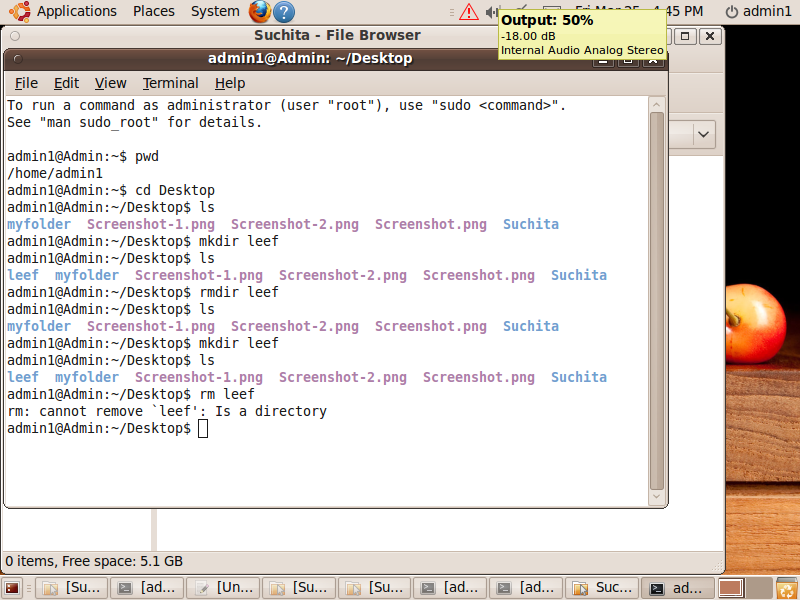 Applications Places System Fri Mar 25 4:45 PM admin1
Output: 50%
-18.00 dB
Internal Audio Analog Stereo
Suchita - File Browser
admin1@Admin: ~/Desktop
File Edit View Terminal Help
To run a command as administrator (user "root"), use "sudo <command>".
See "man sudo_root" for details.
admin1@Admin:~$ pwd
/home/admin1
admin1@Admin:~$ cd Desktop
admin1@Admin:~/Desktop$ ls
myfolder Screenshot-1.png Screenshot-2.png Screenshot.png Suchita
admin1@Admin:~/Desktop$ mkdir leef
admin1@Admin:~/Desktop$ ls
leef myfolder Screenshot-1.png Screenshot-2.png Screenshot.png Suchita
admin1@Admin:~/Desktop$ rmdir leef
admin1@Admin:~/Desktop$ ls
myfolder Screenshot-1.png Screenshot-2.png Screenshot.png Suchita
admin1@Admin:~/Desktop$ mkdir leef
admin1@Admin:~/Desktop$ ls
leef myfolder Screenshot-1.png Screenshot-2.png Screenshot.png Suchita
admin1@Admin:~/Desktop$ rm leef
rm: cannot remove `leef': Is a directory
admin1@Admin:~/Desktop$
0 items, Free space: 5.1 GB
[Su... [ad... [Un... [Su... [Su... [ad... [ad... Suc... ad...